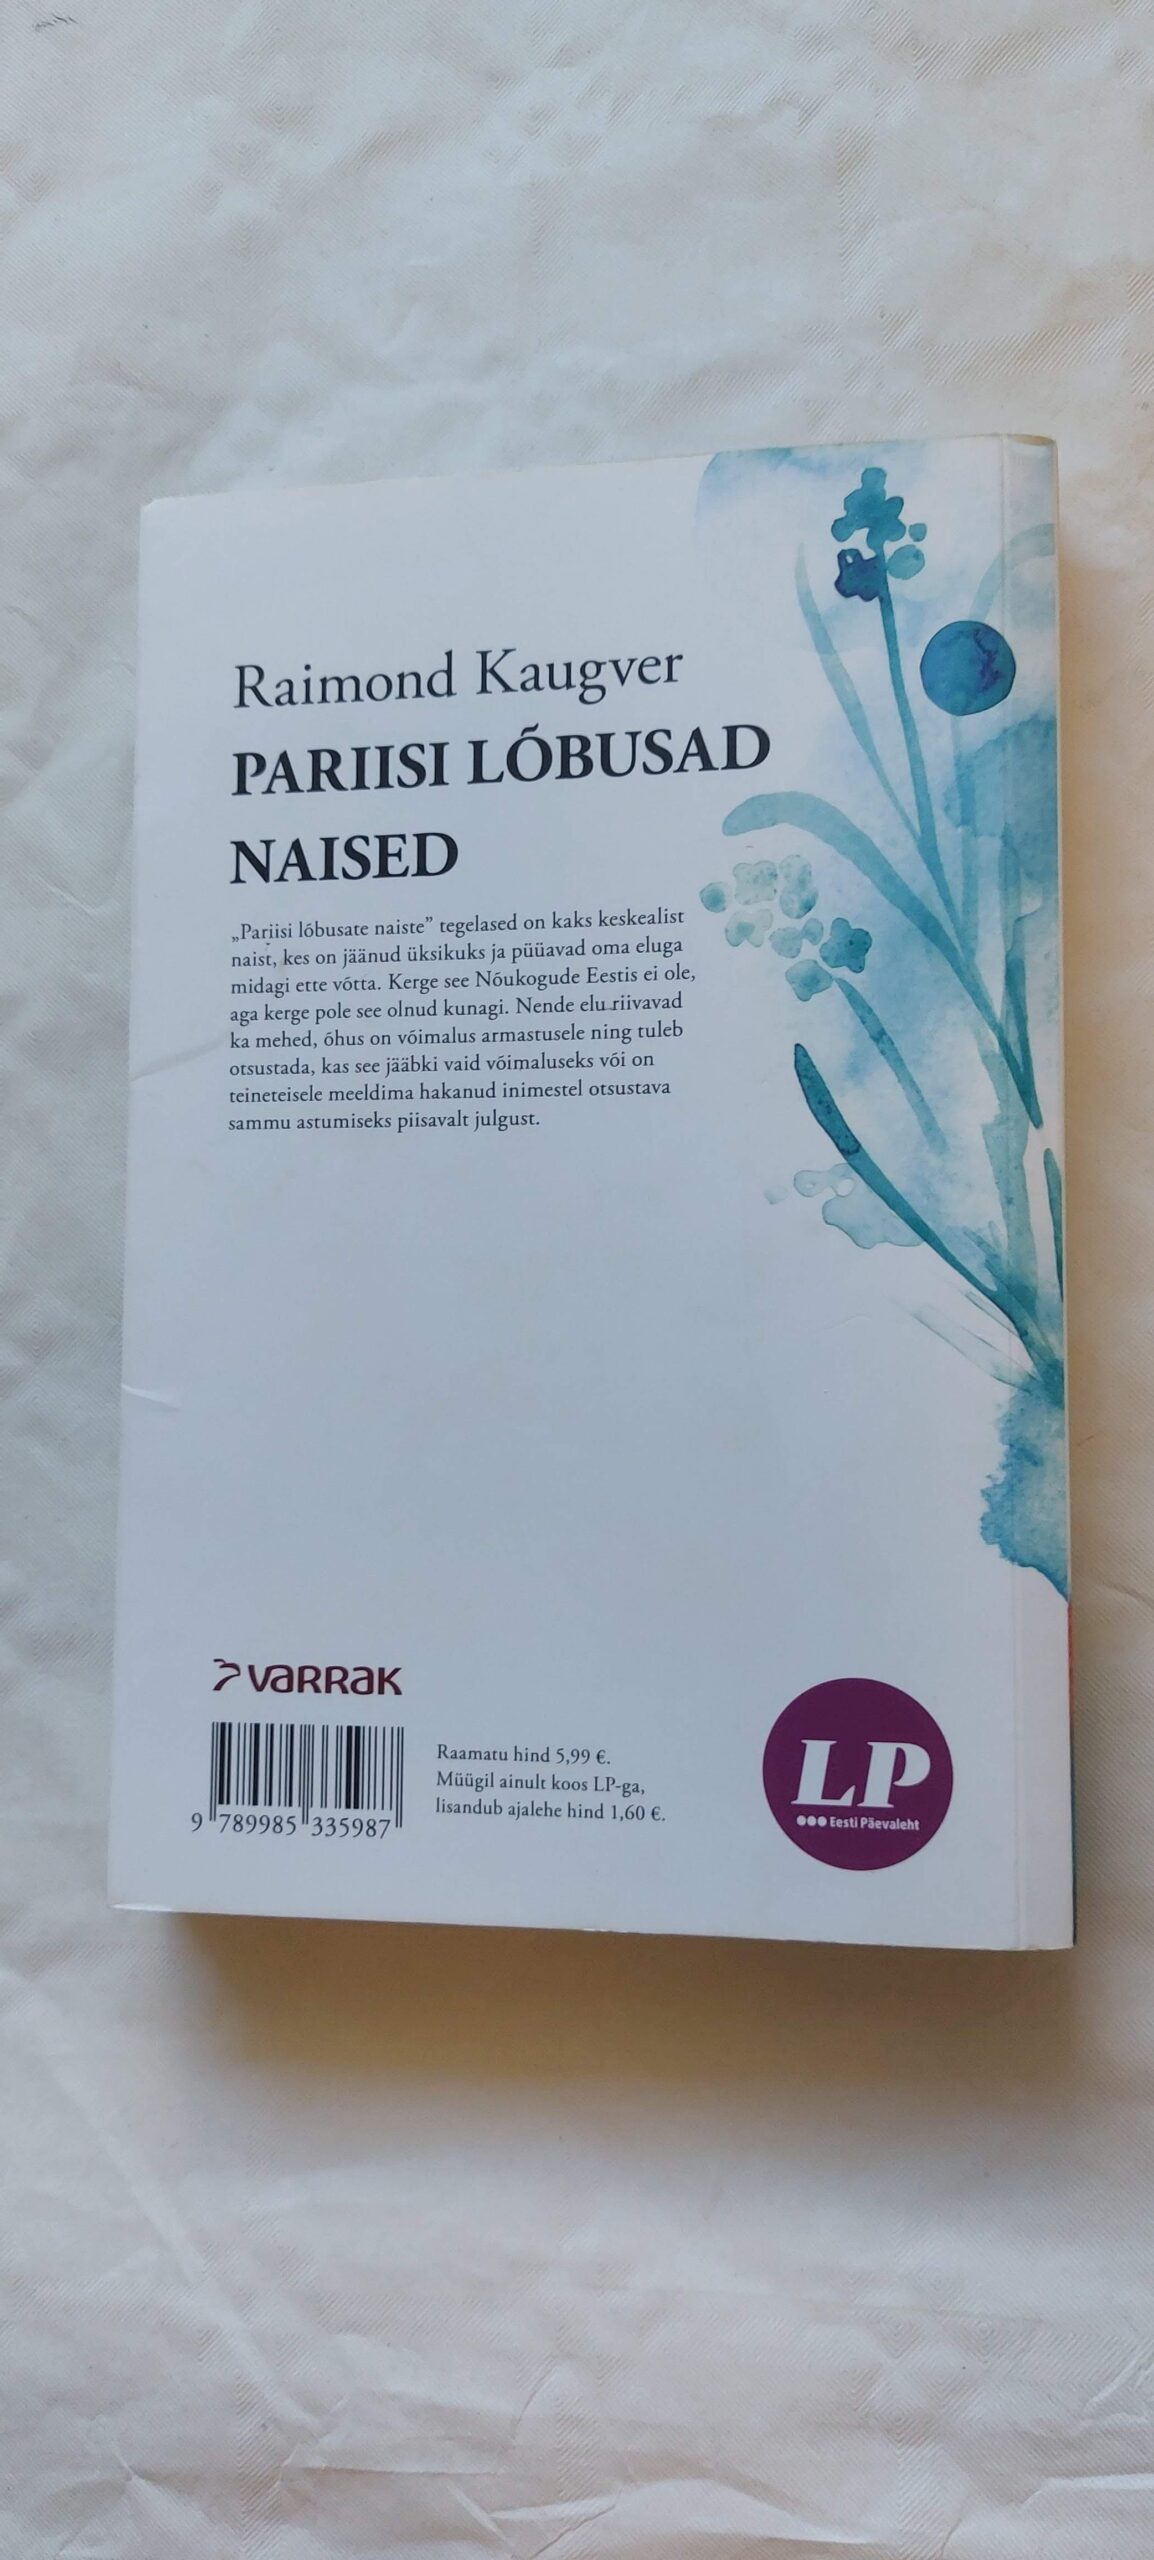 Raimond Kaugver
PARIISI LÕBUSAD
NAISED
„Pariisi lõbusate naiste” tegelased on kaks keskealist
naist, kes on jäänud üksikuks ja püüavad oma eluga
midagi ette võtta. Kerge see Nõukogude Eestis ei ole,
aga kerge pole see olnud kunagi. Nende elu riivavad
ka mehed, õhus on võimalus armastusele ning tuleb
otsustada, kas see jääbki vaid võimaluseks või on
teineteisele meeldima hakanud inimestel otsustava
sammu astumiseks piisavalt julgust.
VARRAK
9 789985 335987
Raamatu hind 5,99 €.
Müügil ainult koos LP-ga,
lisandub ajalehe hind 1,60 €.
LP
Eesti Päevaleht